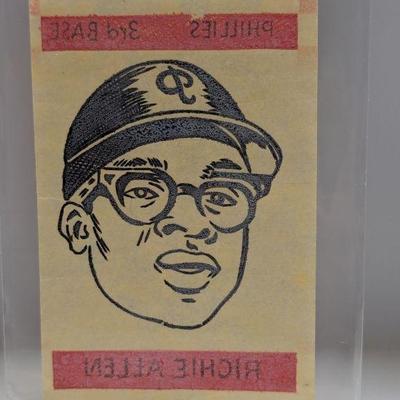 PHILLIES 3rd BASE
P
RICHIE ALLEN